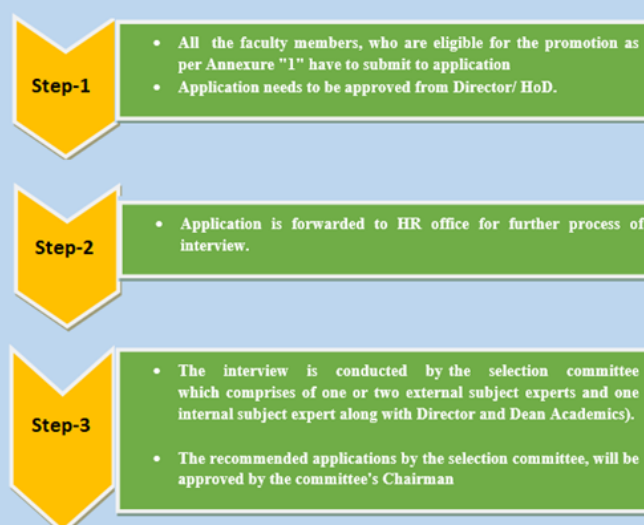 Step-1
• All the faculty members, who are eligible for the promotion as
per Annexure "1" have to submit to application
• Application needs to be approved from Director/ HoD.
Step-2
• Application is forwarded to HR office for further process of
interview.
Step-3
• The interview is conducted by the selection committee
which comprises of one or two external subject experts and one
internal subject expert along with Director and Dean Academics).
• The recommended applications by the selection committee, will be
approved by the committee's Chairman